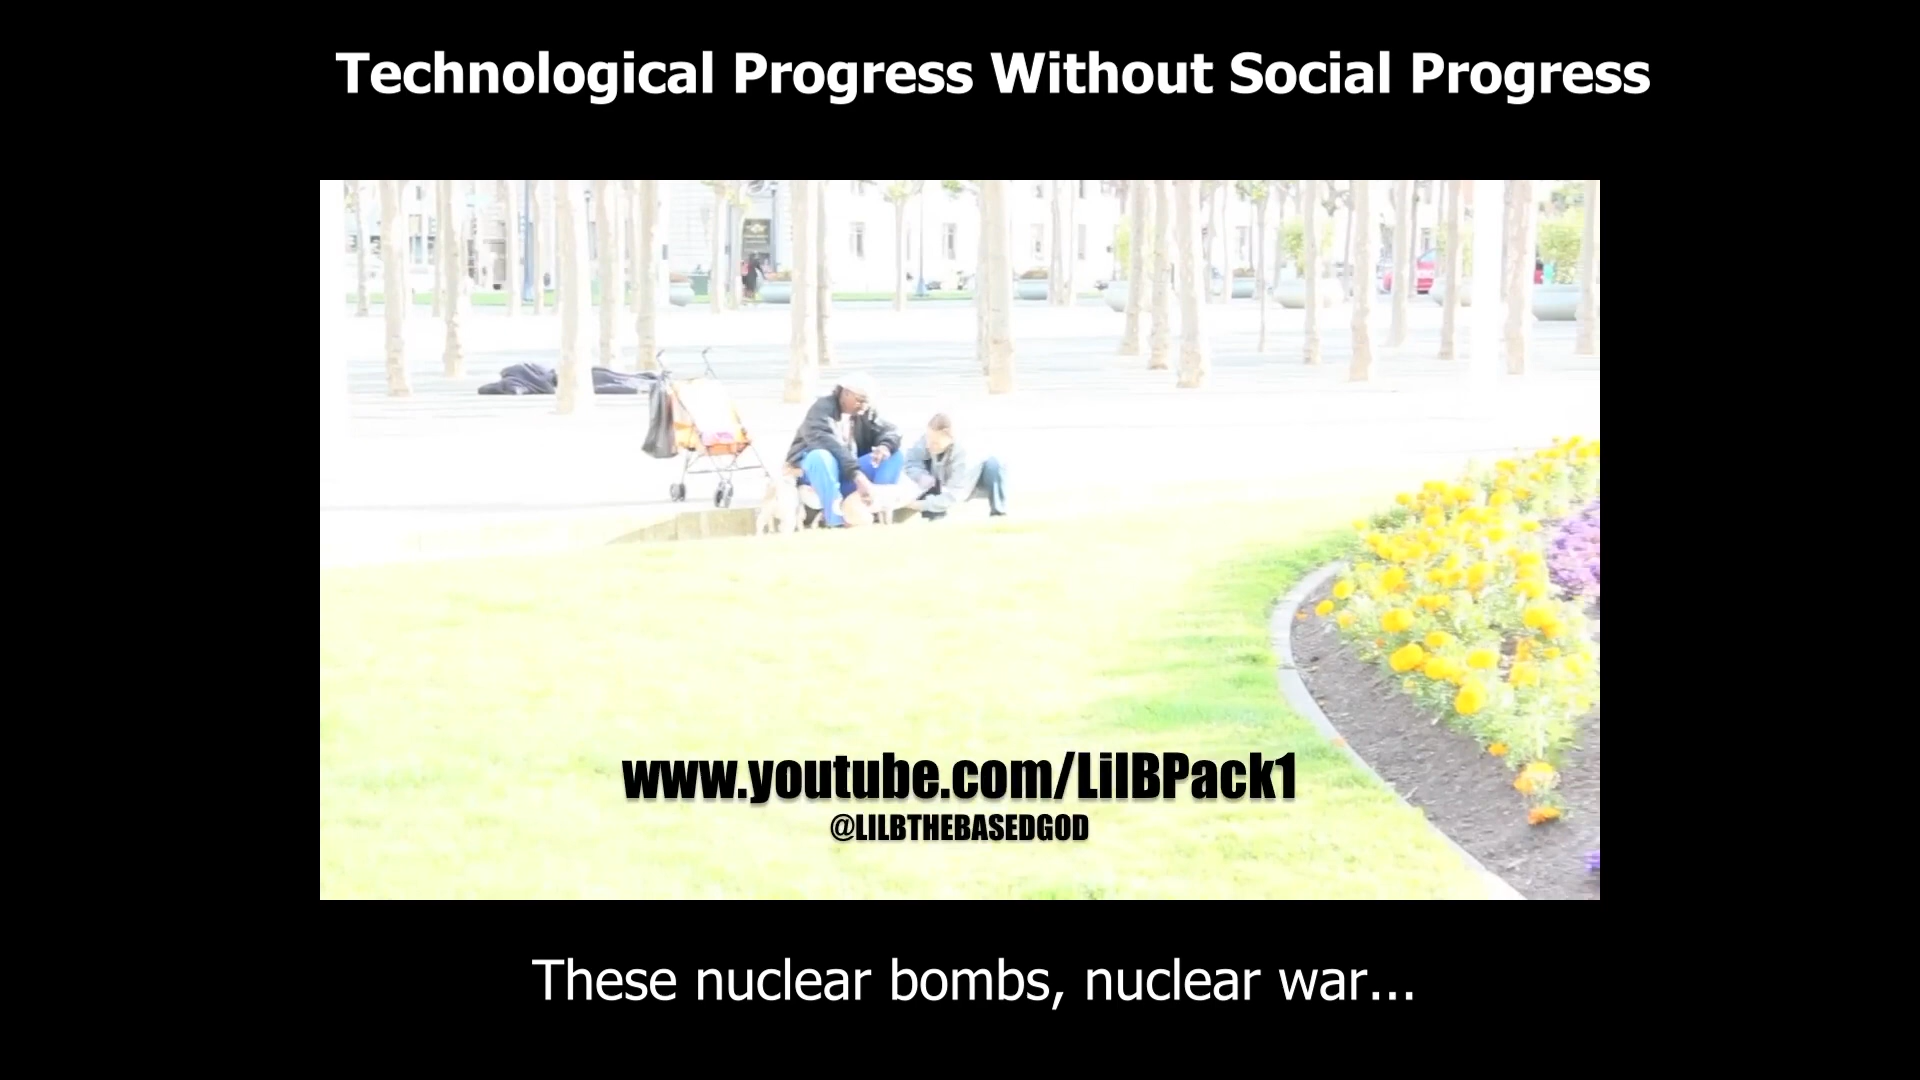 Technological Progress Without Social Progress
www.youtube.com/LilBPack1
@LILBTHEBASEDGOD
These nuclear bombs, nuclear war...